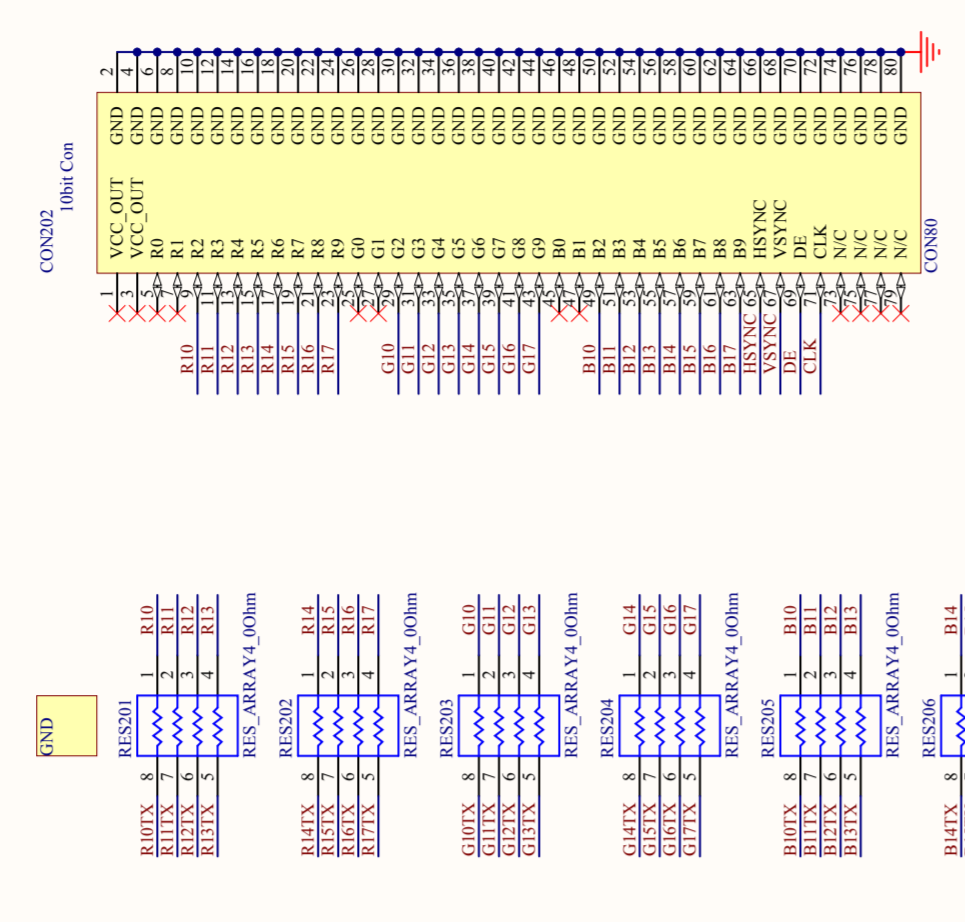 CON202
10bit Con
2 4 6 8 10 12 14 16 18 20 22 24 26 28 30 32 34 36 38 40 42 44 46 48 50 52 54 56 58 60 62 64 66 68 70 72 74 76 78 80
GND GND GND GND GND GND GND GND GND GND GND GND GND GND GND GND GND GND GND GND GND GND GND GND GND GND GND GND GND GND GND GND GND GND GND GND GND GND GND GND
VCC_OUT VCC_OUT R0 R1 R2 R3 R4 R5 R6 R7 R8 R9 G0 G1 G2 G3 G4 G5 G6 G7 G8 G9 B0 B1 B2 B3 B4 B5 B6 B7 B8 B9 HSYNC VSYNC DE CLK N/C N/C N/C N/C
CON80
1 3 5 7 9 11 13 15 17 19 21 23 25 27 29 31 33 35 37 39 41 43 45 47 49 51 53 55 57 59 61 63 65 67 69 71 73 75 77 79
R10 R11 R12 R13 R14 R15 R16 R17 G10 G11 G12 G13 G14 G15 G16 G17 B10 B11 B12 B13 B14 B15 B16 B17 HSYNC VSYNC DE CLK
GND
RES201
R10 R11 R12 R13
1 2 3 4
8 7 6 5
R10TX R11TX R12TX R13TX
RES_ARRAY4_0Ohm
RES202
R14 R15 R16 R17
1 2 3 4
8 7 6 5
R14TX R15TX R16TX R17TX
RES_ARRAY4_0Ohm
RES203
G10 G11 G12 G13
1 2 3 4
8 7 6 5
G10TX G11TX G12TX G13TX
RES_ARRAY4_0Ohm
RES204
G14 G15 G16 G17
1 2 3 4
8 7 6 5
G14TX G15TX G16TX G17TX
RES_ARRAY4_0Ohm
RES205
B10 B11 B12 B13
1 2 3 4
8 7 6 5
B10TX B11TX B12TX B13TX
RES_ARRAY4_0Ohm
RES206
B14
1
8
B14TX